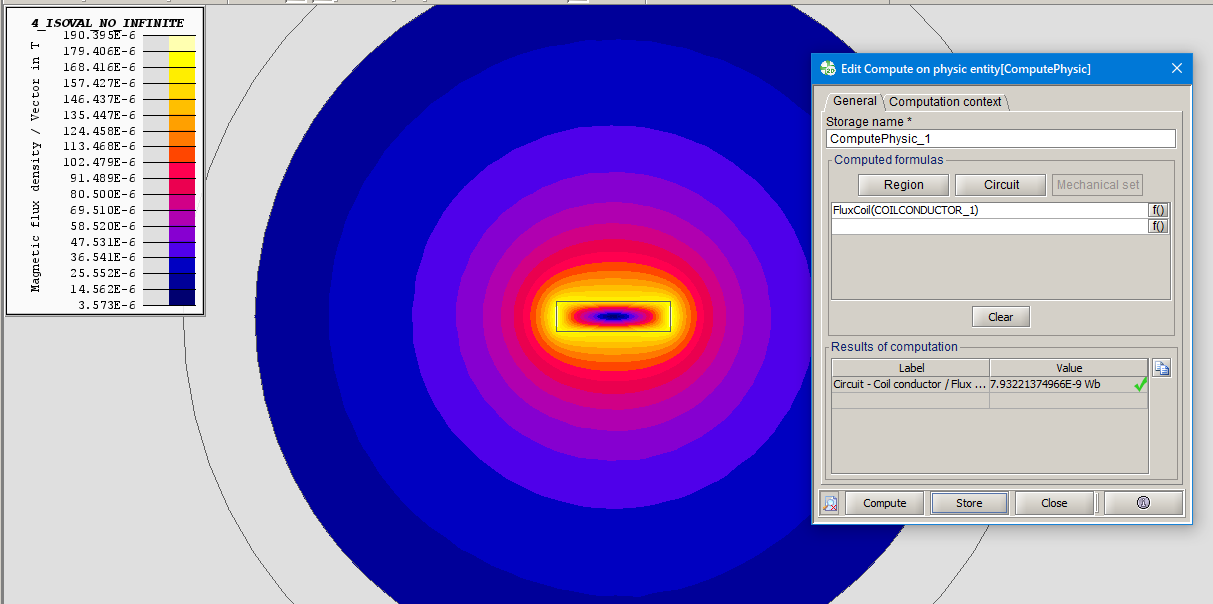 4_ISOVAL_NO_INFINITE
Magnetic flux density / Vector in T
190.395E-6
179.406E-6
168.416E-6
157.427E-6
146.437E-6
135.447E-6
124.458E-6
113.468E-6
102.479E-6
91.489E-6
80.500E-6
69.510E-6
58.520E-6
47.531E-6
36.541E-6
25.552E-6
14.562E-6
3.573E-6
Edit Compute on physic entity[ComputePhysic]
General
Computation context
Storage name *
ComputePhysic_1
Computed formulas
Region
Circuit
Mechanical set
FluxCoil(COILCONDUCTOR_1)
f()
f()
Clear
Results of computation
Label
Value
Circuit - Coil conductor / Flux ...
7.93221374966E-9 Wb
Compute
Store
Close